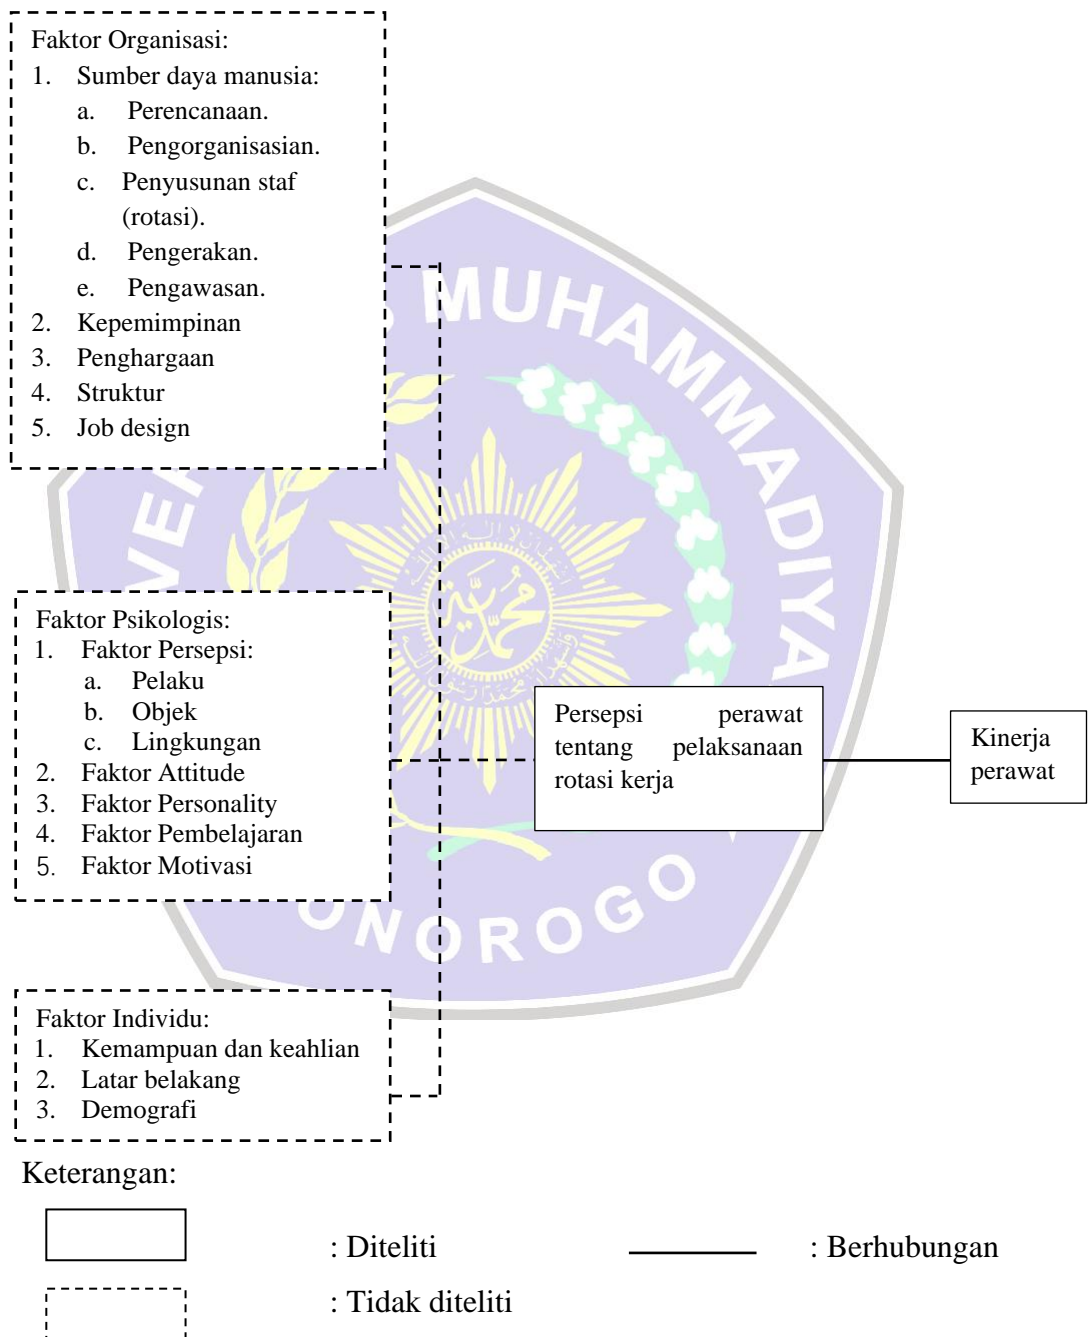 Faktor Organisasi:
1. Sumber daya manusia:
a. Perencanaan.
b. Pengorganisasian.
c. Penyusunan staf
(rotasi).
d. Pengerakan.
e. Pengawasan.
2. Kepemimpinan
3. Penghargaan
4. Struktur
5. Job design
MUHAMMADIYA
Faktor Psikologis:
1. Faktor Persepsi:
a. Pelaku
b. Objek
c. Lingkungan
2. Faktor Attitude
3. Faktor Personality
4. Faktor Pembelajaran
5. Faktor Motivasi
Persepsi perawat
tentang pelaksanaan
rotasi kerja
Kinerja
perawat
ONOROGO
Faktor Individu:
1. Kemampuan dan keahlian
2. Latar belakang
3. Demografi
Keterangan:
: Diteliti
: Berhubungan
: Tidak diteliti